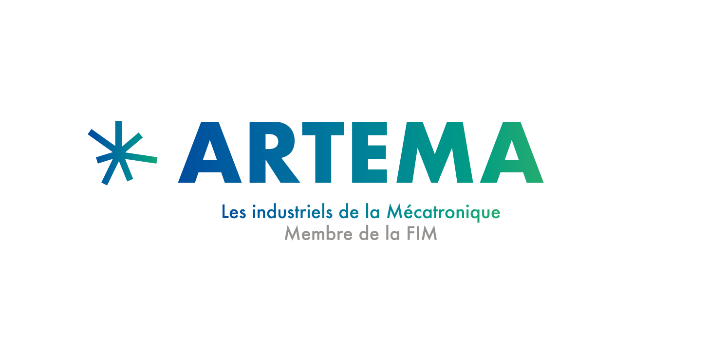 ARTEMA
Les industriels de la Mécatronique
Membre de la FIM